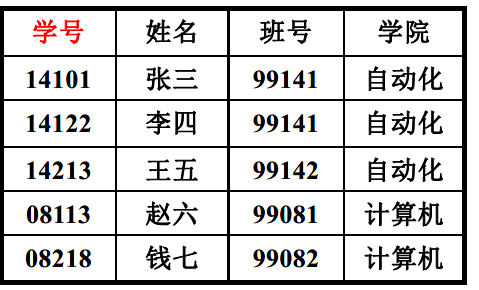 学号 姓名 班号 学院
14101 张三 99141 自动化
14122 李四 99141 自动化
14213 王五 99142 自动化
08113 赵六 99081 计算机
08218 钱七 99082 计算机